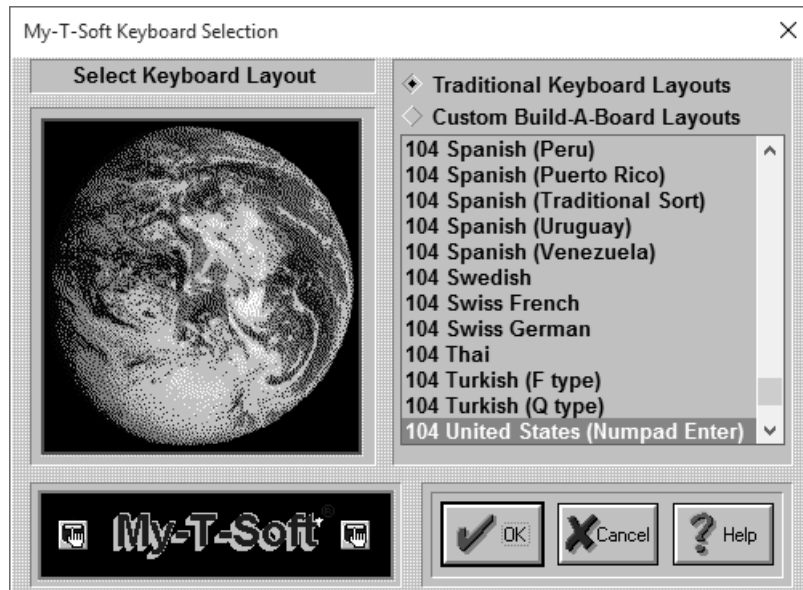 My-T-Soft Keyboard Selection
Select Keyboard Layout
Traditional Keyboard Layouts
Custom Build-A-Board Layouts
104 Spanish (Peru)
104 Spanish (Puerto Rico)
104 Spanish (Traditional Sort)
104 Spanish (Uruguay)
104 Spanish (Venezuela)
104 Swedish
104 Swiss French
104 Swiss German
104 Thai
104 Turkish (F type)
104 Turkish (Q type)
104 United States (Numpad Enter)
My-T-Soft®
OK
Cancel
Help